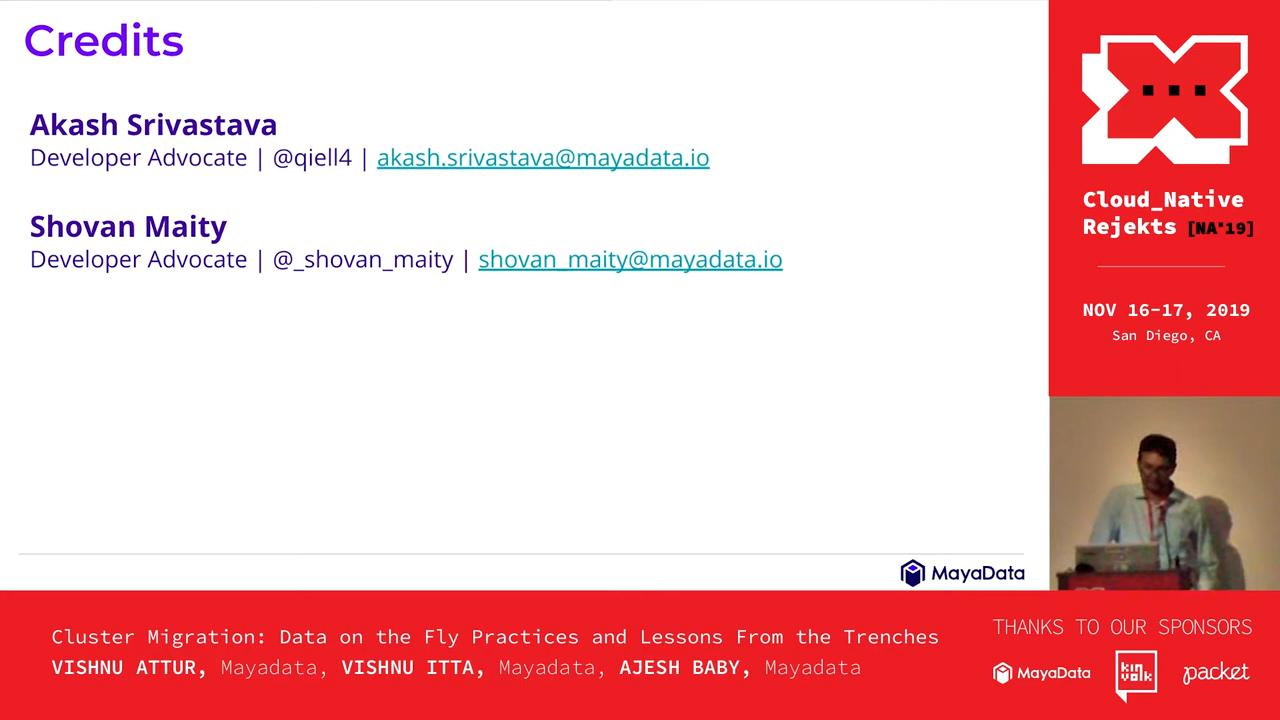 Credits
Akash Srivastava
Developer Advocate | @qiell4 | akash.srivastava@mayadata.io
Shovan Maity
Developer Advocate | @_shovan_maity | shovan_maity@mayadata.io
MayaData
Cloud_Native
Rejekts [NA'19]
NOV 16-17, 2019
San Diego, CA
Cluster Migration: Data on the Fly Practices and Lessons From the Trenches
VISHNU ATTUR, Mayadata, VISHNU ITTA, Mayadata, AJESH BABY, Mayadata
THANKS TO OUR SPONSORS
MayaData
kinvolk
packet